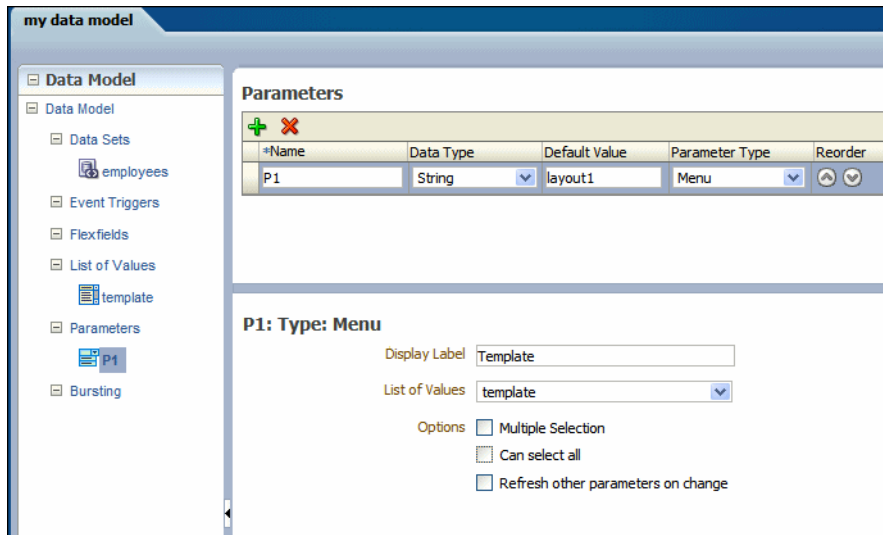 my data model
Data Model
Data Model
Data Sets
employees
Event Triggers
Flexfields
List of Values
template
Parameters
P1
Bursting
Parameters
*Name Data Type Default Value Parameter Type Reorder
P1 String layout1 Menu
P1: Type: Menu
Display Label Template
List of Values template
Options Multiple Selection
Can select all
Refresh other parameters on change